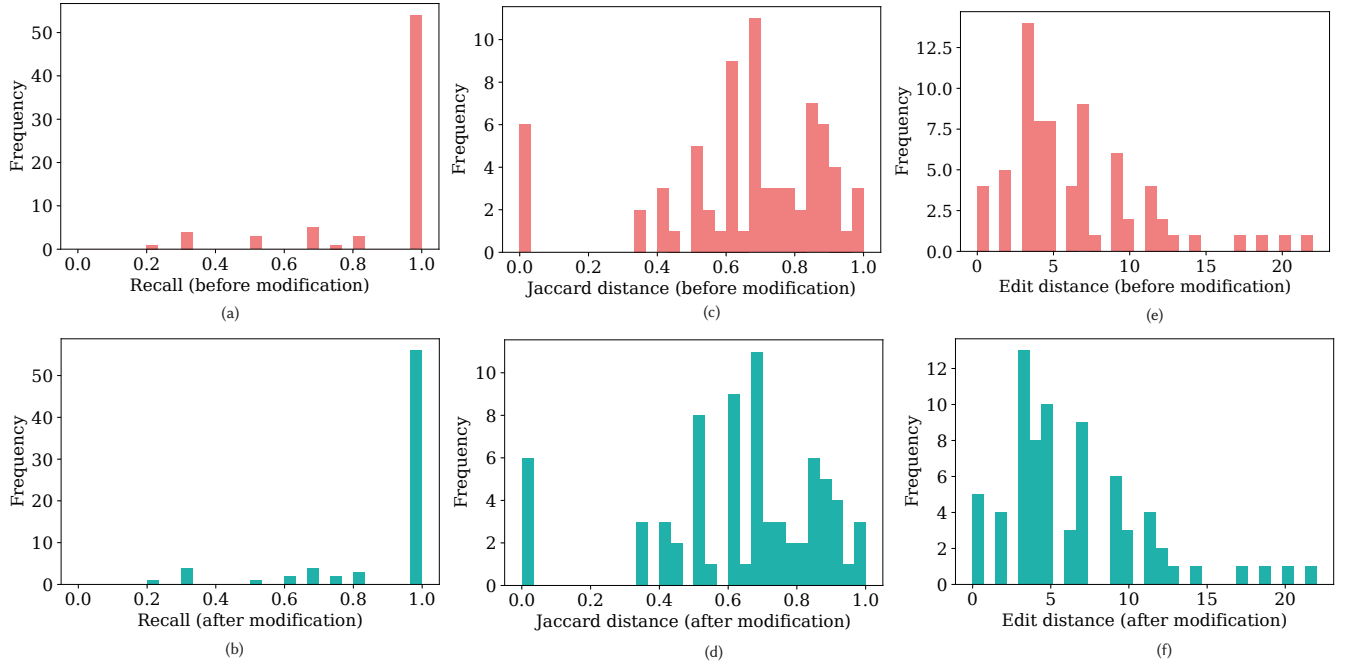 50
40
30
20
10
0
Frequency
0.0 0.2 0.4 0.6 0.8 1.0
Recall (before modification)
(a)
10
8
6
4
2
0
Frequency
0.0 0.2 0.4 0.6 0.8 1.0
Jaccard distance (before modification)
(c)
12.5
10.0
7.5
5.0
2.5
0.0
Frequency
0 5 10 15 20
Edit distance (before modification)
(e)
50
40
30
20
10
0
Frequency
0.0 0.2 0.4 0.6 0.8 1.0
Recall (after modification)
(b)
10
8
6
4
2
0
Frequency
0.0 0.2 0.4 0.6 0.8 1.0
Jaccard distance (after modification)
(d)
12
10
8
6
4
2
0
Frequency
0 5 10 15 20
Edit distance (after modification)
(f)